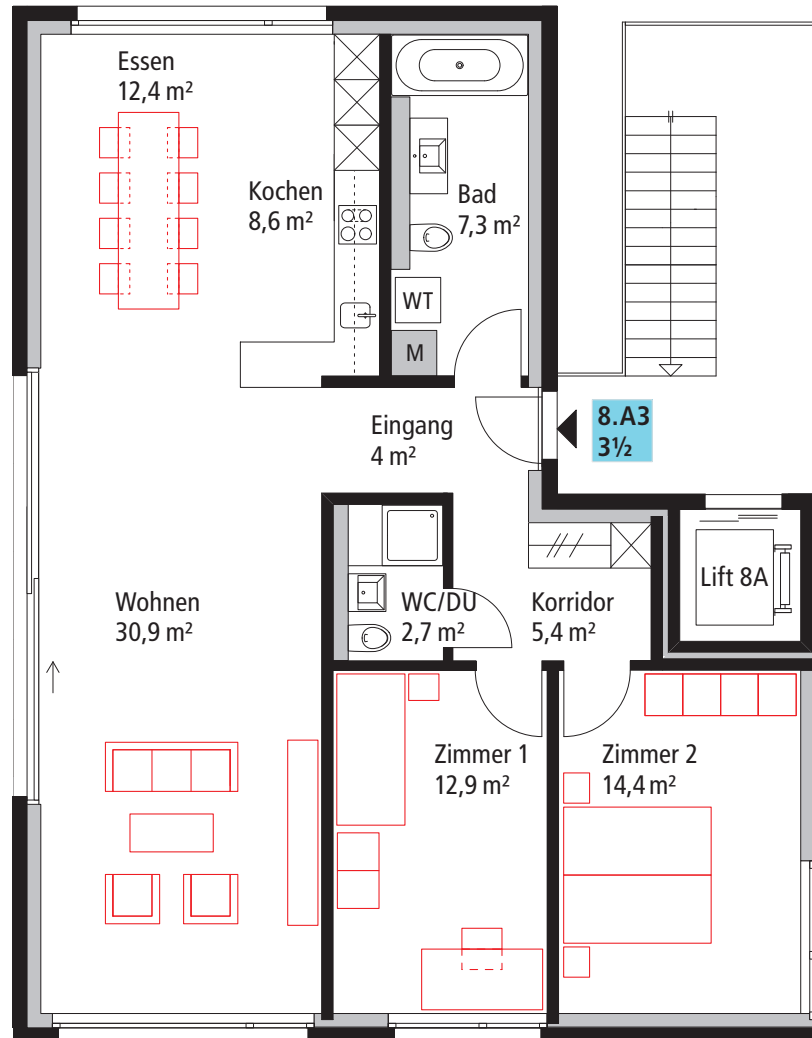 Essen
12,4 m²
Kochen
8,6 m²
Bad
7,3 m²
WT
M
Eingang
4 m²
8.A3
3½
Lift 8A
Wohnen
30,9 m²
WC/DU
2,7 m²
Korridor
5,4 m²
Zimmer 1
12,9 m²
Zimmer 2
14,4 m²